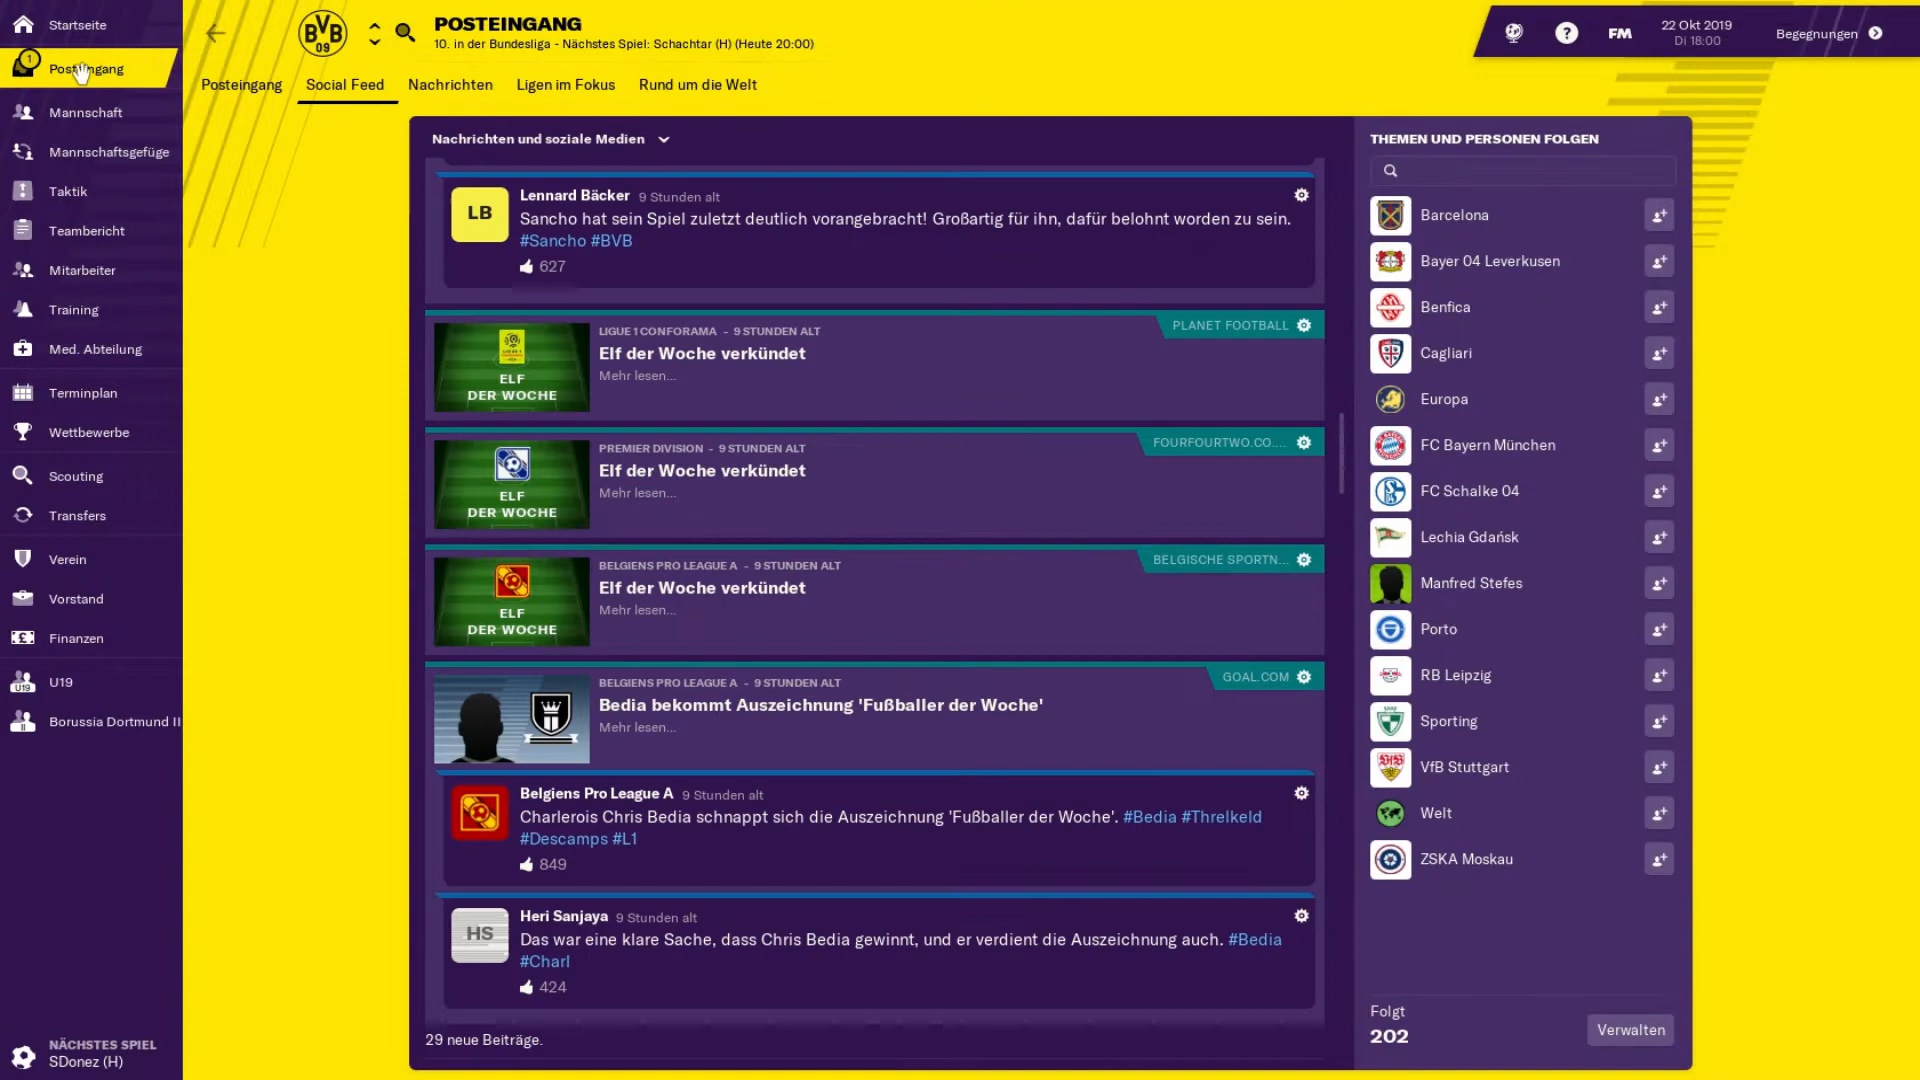 Startseite
1
Posteingang
Mannschaft
Mannschaftsgefüge
Taktik
Teambericht
Mitarbeiter
Training
Med. Abteilung
Terminplan
Wettbewerbe
Scouting
Transfers
Verein
Vorstand
Finanzen
U19
U19
Borussia Dortmund II
NÄCHSTES SPIEL
SDonez (H)
BVB
09
POSTEINGANG
10. in der Bundesliga - Nächstes Spiel: Schachtar (H) (Heute 20:00)
?
FM
22 Okt 2019
Di 18:00
Begegnungen
Posteingang
Social Feed
Nachrichten
Ligen im Fokus
Rund um die Welt
Nachrichten und soziale Medien
LB
Lennard Bäcker 9 Stunden alt
Sancho hat sein Spiel zuletzt deutlich vorangebracht! Großartig für ihn, dafür belohnt worden zu sein.
#Sancho #BVB
627
ELF
DER WOCHE
LIGUE 1 CONFORAMA - 9 STUNDEN ALT
PLANET FOOTBALL
Elf der Woche verkündet
Mehr lesen...
ELF
DER WOCHE
PREMIER DIVISION - 9 STUNDEN ALT
FOURFOURTWO.CO....
Elf der Woche verkündet
Mehr lesen...
ELF
DER WOCHE
BELGIENS PRO LEAGUE A - 9 STUNDEN ALT
BELGISCHE SPORTN...
Elf der Woche verkündet
Mehr lesen...
BELGIENS PRO LEAGUE A - 9 STUNDEN ALT
GOAL.COM
Bedia bekommt Auszeichnung 'Fußballer der Woche'
Mehr lesen...
Belgiens Pro League A 9 Stunden alt
Charlerois Chris Bedia schnappt sich die Auszeichnung 'Fußballer der Woche'. #Bedia #Threlkeld
#Descamps #L1
849
HS
Heri Sanjaya 9 Stunden alt
Das war eine klare Sache, dass Chris Bedia gewinnt, und er verdient die Auszeichnung auch. #Bedia
#Charl
424
29 neue Beiträge.
THEMEN UND PERSONEN FOLGEN
Barcelona
Bayer 04 Leverkusen
Benfica
Cagliari
Europa
FC Bayern München
FC Schalke 04
Lechia Gdańsk
Manfred Stefes
Porto
RB Leipzig
Sporting
VfB Stuttgart
Welt
ZSKA Moskau
Folgt
202
Verwalten